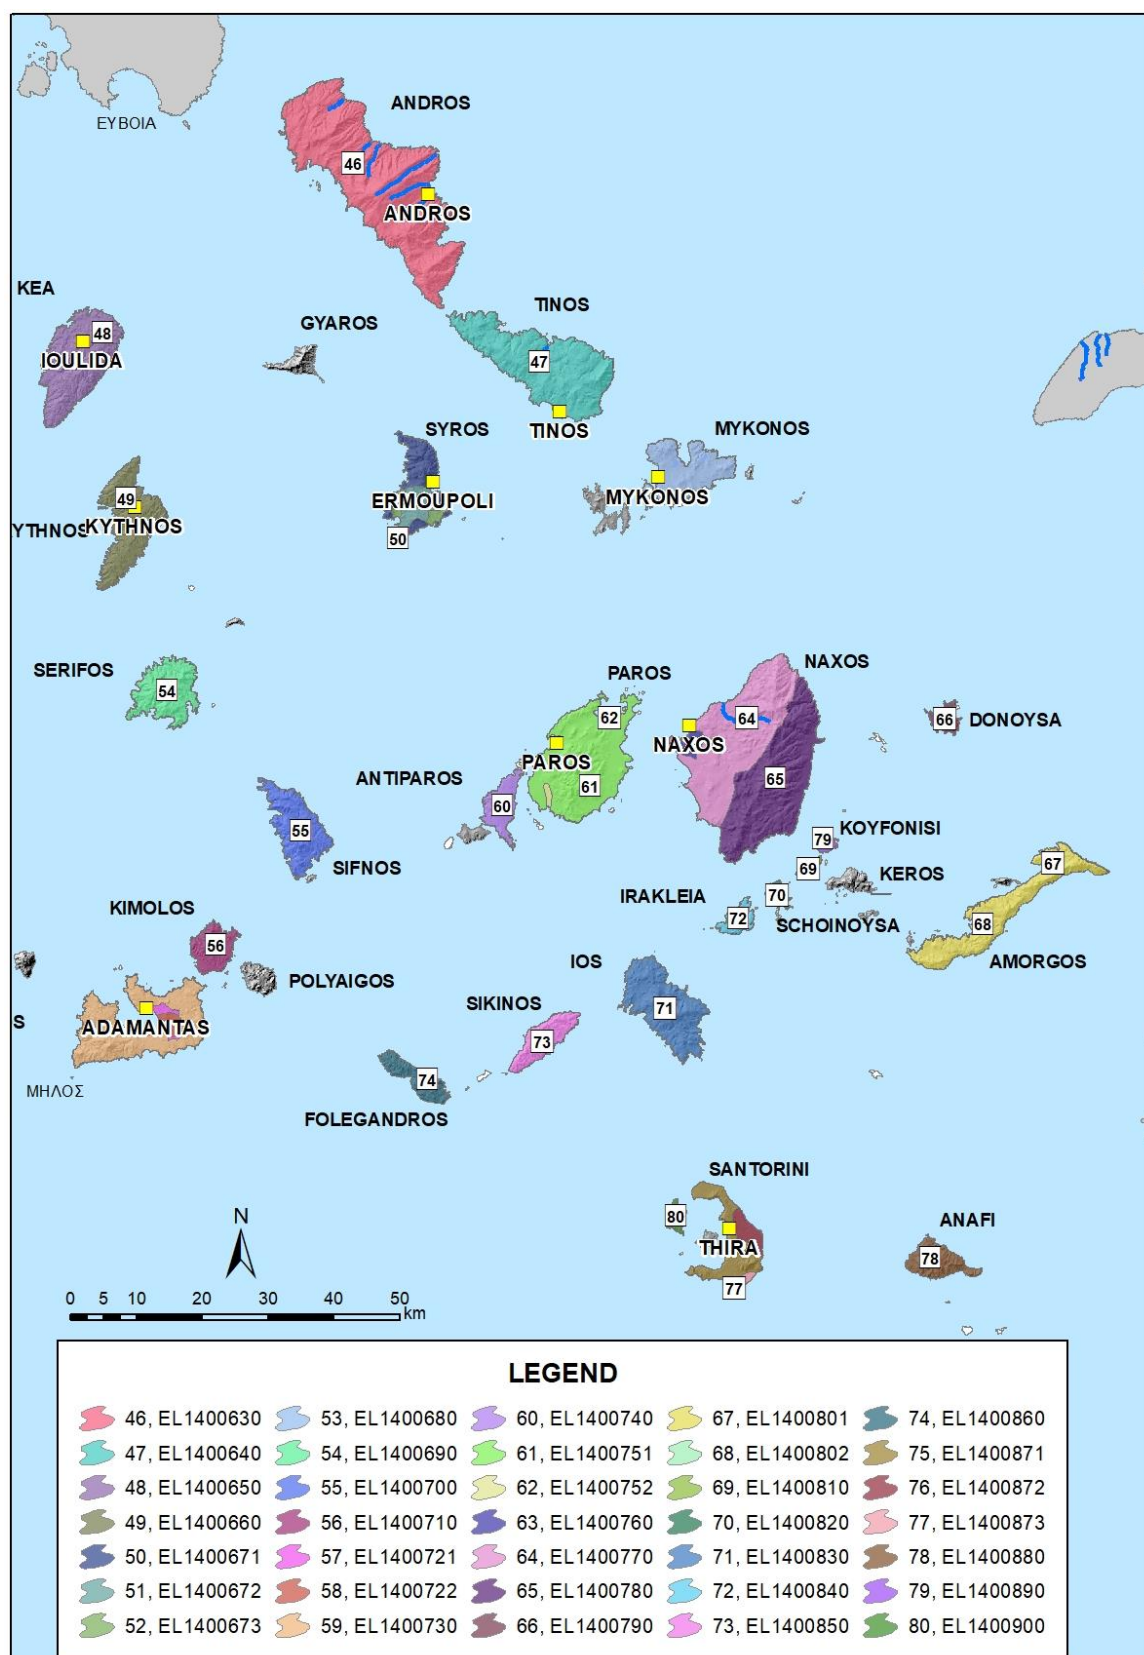 ΕΥΒΟΙΑ
ANDROS
46
ANDROS
KEA
48
IOULIDA
GYAROS
TINOS
47
TINOS
SYROS
ERMOUPOLI
50
MYKONOS
MYKONOS
49
YTHNOS
KYTHNOS
SERIFOS
54
PAROS
62
PAROS
61
NAXOS
64
NAXOS
65
66
DONOYSA
ANTIPAROS
60
55
SIFNOS
79
KOYFONISI
69
KEROS
67
IRAKLEIA
70
72
SCHOINOYSA
68
AMORGOS
KIMOLOS
56
POLYAIGOS
S
ADAMANTAS
ΜΗΛΟΣ
IOS
71
SIKINOS
73
74
FOLEGANDROS
SANTORINI
80
THIRA
77
ANAFI
78
N
0 5 10 20 30 40 50
km
LEGEND
46, EL1400630
53, EL1400680
60, EL1400740
67, EL1400801
74, EL1400860
47, EL1400640
54, EL1400690
61, EL1400751
68, EL1400802
75, EL1400871
48, EL1400650
55, EL1400700
62, EL1400752
69, EL1400810
76, EL1400872
49, EL1400660
56, EL1400710
63, EL1400760
70, EL1400820
77, EL1400873
50, EL1400671
57, EL1400721
64, EL1400770
71, EL1400830
78, EL1400880
51, EL1400672
58, EL1400722
65, EL1400780
72, EL1400840
79, EL1400890
52, EL1400673
59, EL1400730
66, EL1400790
73, EL1400850
80, EL1400900